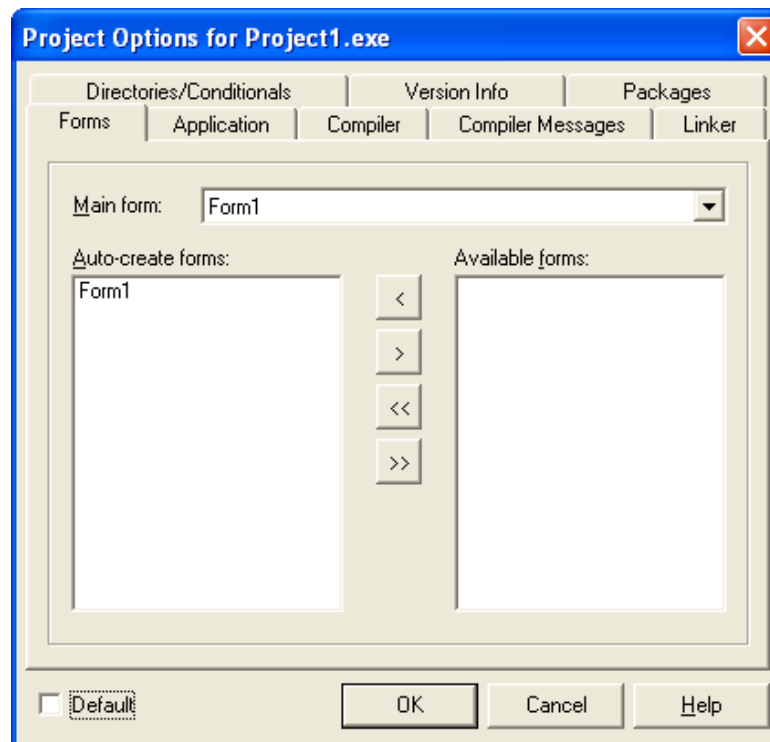 Project Options for Project1.exe
Directories/Conditionals Version Info Packages
Forms Application Compiler Compiler Messages Linker
Main form: Form1
Auto-create forms: Available forms:
Form1
<
>
<<
>>
Default OK Cancel Help